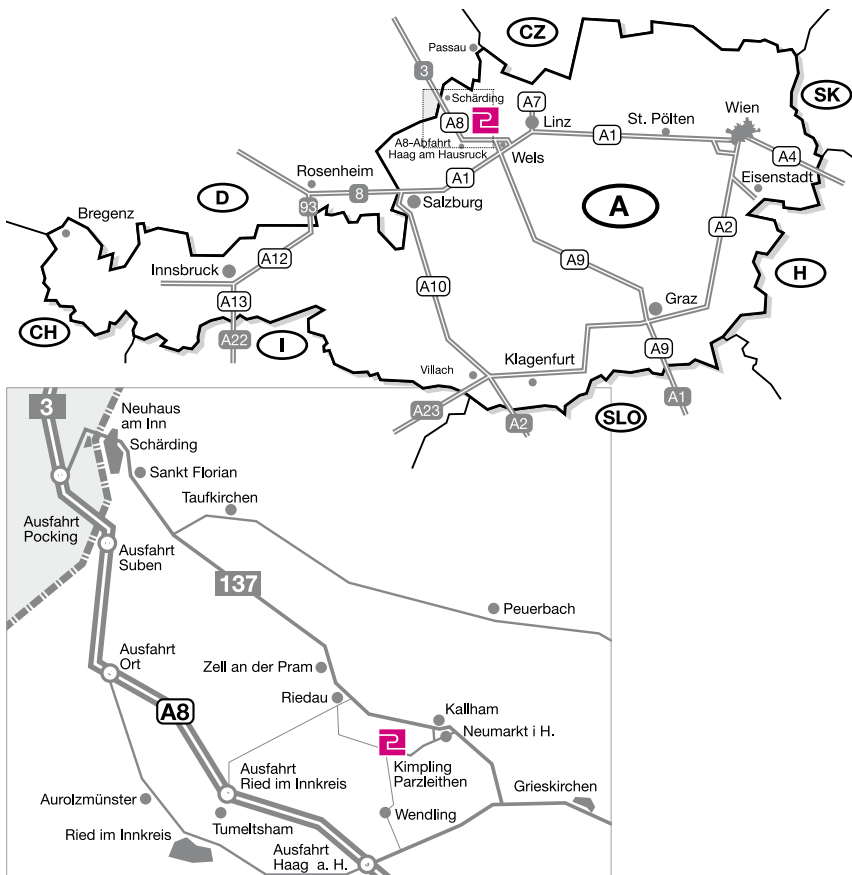 CZ
Passau
3
Schärding
A7
SK
Wien
A8
Linz
St. Pölten
A1
A8-Abfahrt
Haag am Hausruck
Wels
A4
Rosenheim
A1
Eisenstadt
D
8
93
Salzburg
A
Bregenz
A2
A12
Innsbruck
A9
H
A10
A13
Graz
CH
A22
I
A9
Klagenfurt
Villach
A23
A2
SLO
A1
3
Neuhaus
am Inn
Schärding
Sankt Florian
Taufkirchen
Ausfahrt
Pocking
Ausfahrt
Suben
137
Peuerbach
Ausfahrt
Ort
Zell an der Pram
Riedau
A8
Kallham
Neumarkt i H.
Kimpling
Parzleithen
Ausfahrt
Ried im Innkreis
Grieskirchen
Aurolzmünster
Tumeltsham
Wendling
Ried im Innkreis
Ausfahrt
Haag a. H.